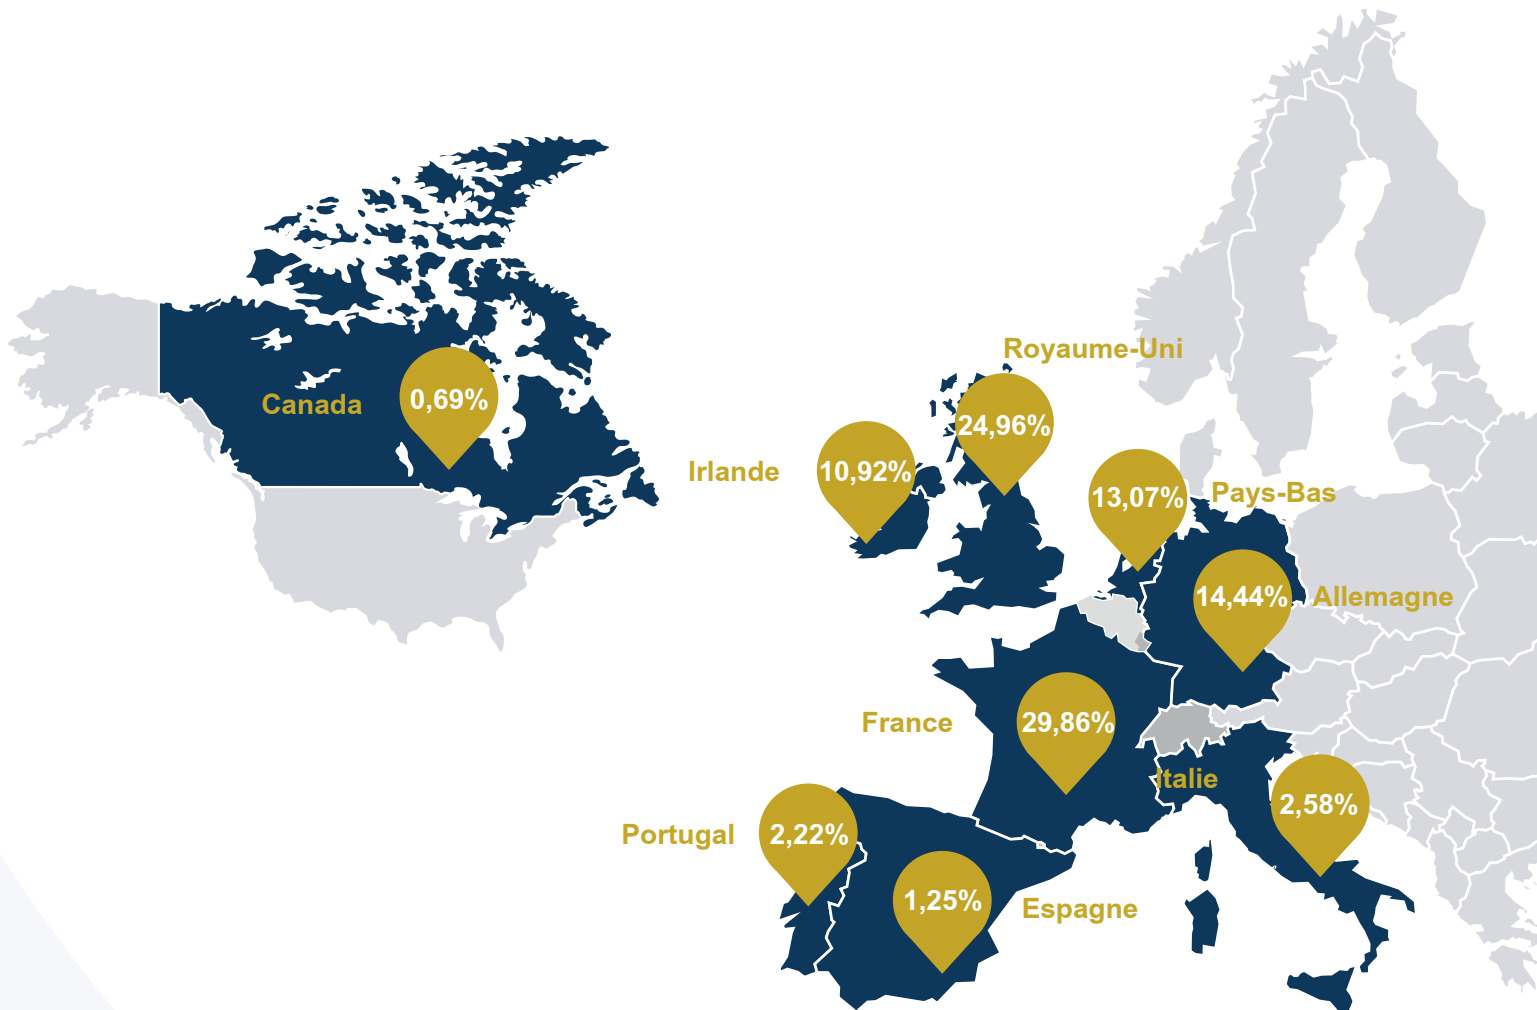 Royaume-Uni
24,96%
Canada
0,69%
Irlande
10,92%
13,07%
Pays-Bas
14,44%
Allemagne
France
29,86%
Italie
2,58%
Portugal
2,22%
1,25%
Espagne